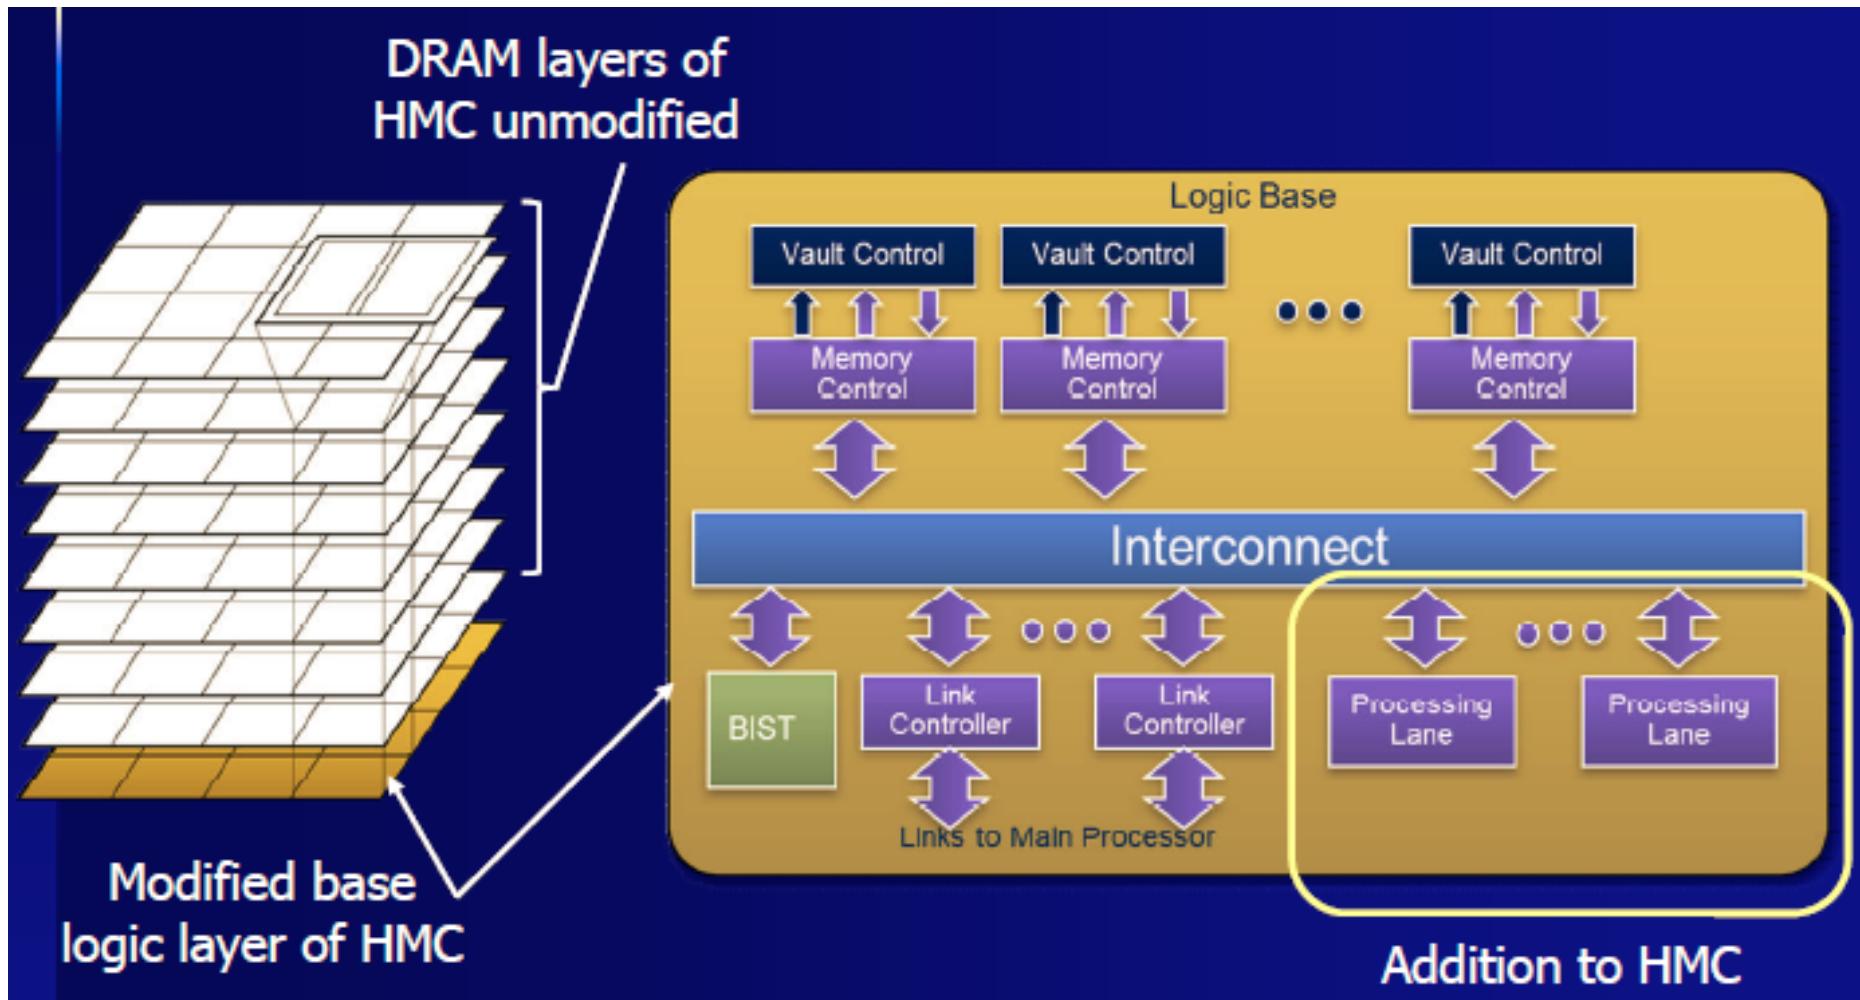 DRAM layers of
HMC unmodified
Logic Base
Vault Control
Vault Control
Vault Control
Memory
Control
Memory
Control
Memory
Control
Interconnect
BIST
Link
Controller
Link
Controller
Processing
Lane
Processing
Lane
Links to Main Processor
Modified base
logic layer of HMC
Addition to HMC